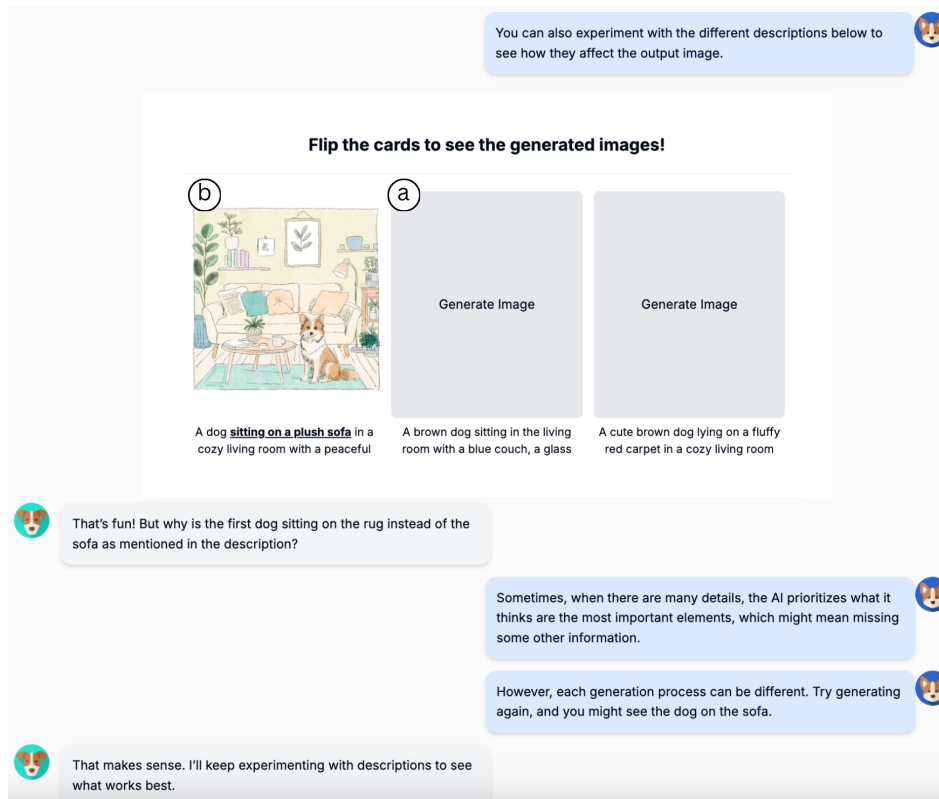 You can also experiment with the different descriptions below to
see how they affect the output image.
Flip the cards to see the generated images!
b
a
Generate Image
Generate Image
A dog sitting on a plush sofa in a
cozy living room with a peaceful
A brown dog sitting in the living
room with a blue couch, a glass
A cute brown dog lying on a fluffy
red carpet in a cozy living room
That’s fun! But why is the first dog sitting on the rug instead of the
sofa as mentioned in the description?
Sometimes, when there are many details, the AI prioritizes what it
thinks are the most important elements, which might mean missing
some other information.
However, each generation process can be different. Try generating
again, and you might see the dog on the sofa.
That makes sense. I’ll keep experimenting with descriptions to see
what works best.